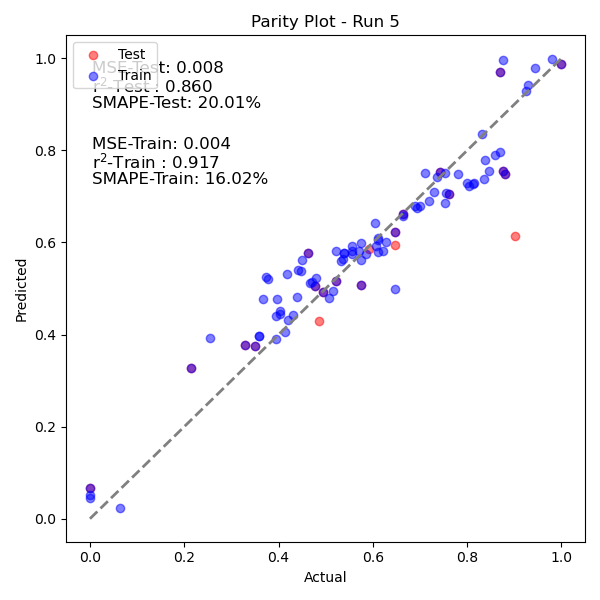 Parity Plot - Run 5
Test
Train
MSE-Test: 0.008
r²-Test : 0.860
SMAPE-Test: 20.01%
MSE-Train: 0.004
r²-Train : 0.917
SMAPE-Train: 16.02%
1.0
0.8
0.6
0.4
0.2
0.0
Predicted
0.0 0.2 0.4 0.6 0.8 1.0
Actual